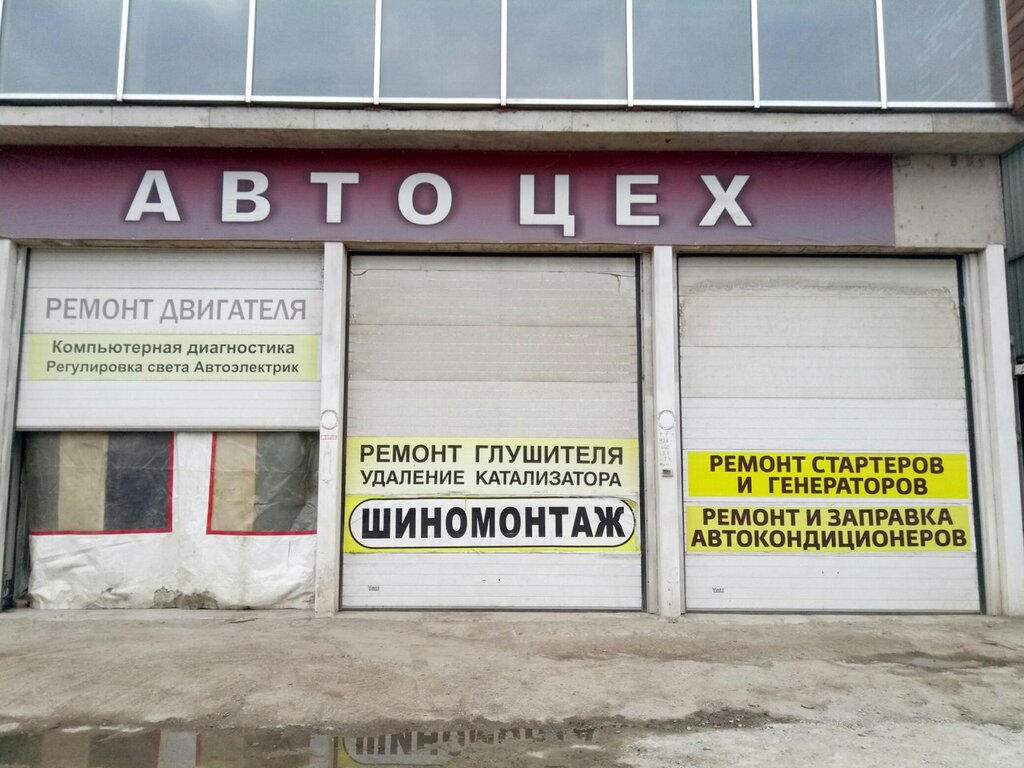 АВТО ЦЕХ
РЕМОНТ ДВИГАТЕЛЯ
Компьютерная диагностика
Регулировка света Автоэлектрик
РЕМОНТ ГЛУШИТЕЛЯ
УДАЛЕНИЕ КАТАЛИЗАТОРА
ШИНОМОНТАЖ
РЕМОНТ СТАРТЕРОВ
И ГЕНЕРАТОРОВ
РЕМОНТ И ЗАПРАВКА
АВТОКОНДИЦИОНЕРОВ